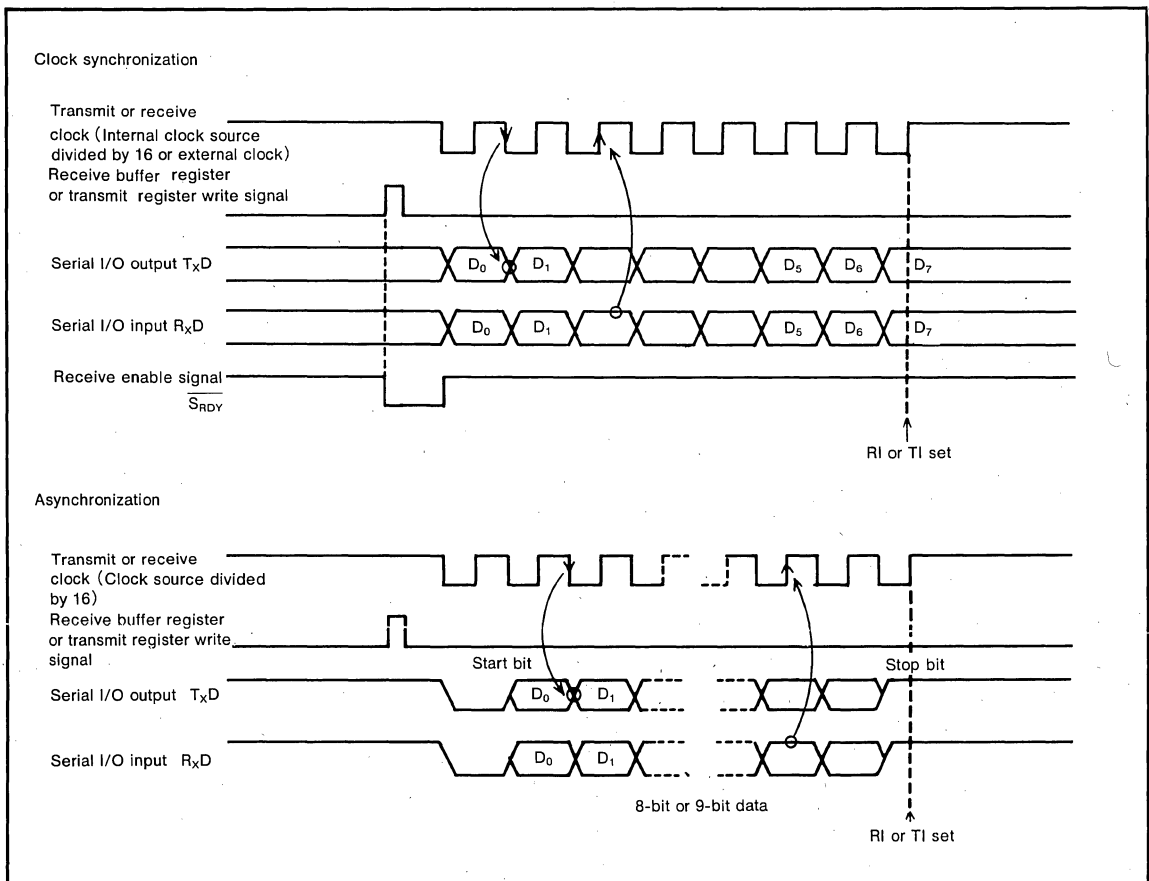 Clock synchronization
Transmit or receive
clock (Internal clock source
divided by 16 or external clock)
Receive buffer register
or transmit register write signal
Serial I/O output TxD
D0 D1 D5 D6 D7
Serial I/O input RxD
D0 D1 D5 D6 D7
Receive enable signal
S̅R̅D̅Y̅
RI or TI set
Asynchronization
Transmit or receive
clock (Clock source divided
by 16)
Receive buffer register
or transmit register write
signal
Start bit
Stop bit
Serial I/O output TxD
D0 D1
Serial I/O input RxD
D0 D1
8-bit or 9-bit data
RI or TI set